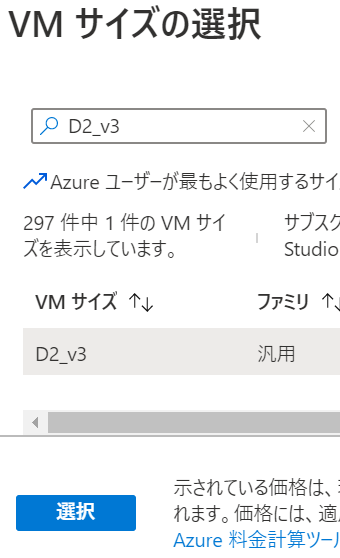 VM サイズの選択
D2_v3
Azure ユーザーが最もよく使用するサイ
297 件中 1 件の VM サイ
ズを表示しています。
サブスク
Studio
VM サイズ ↑↓ ファミリ ↑↓
D2_v3 汎用
選択
示されている価格は、
れます。価格には、適
Azure 料金計算ツール